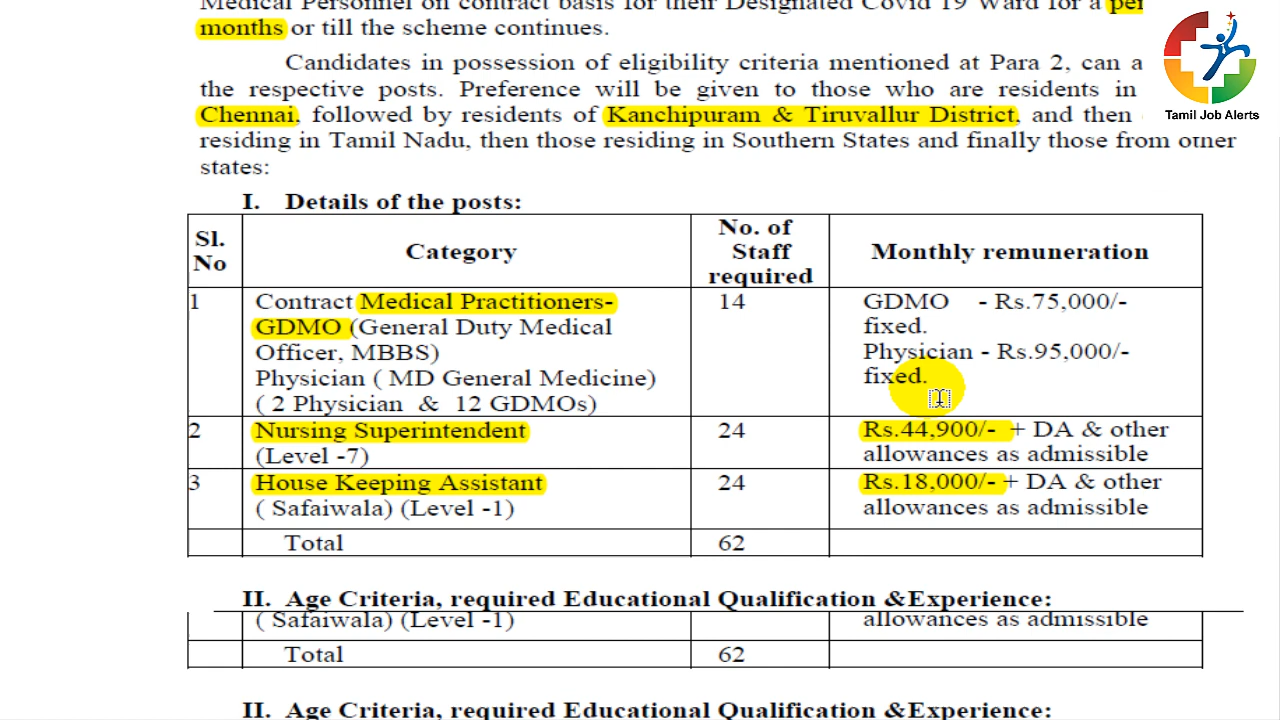 Medical Personnel on contract basis for their Designated Covid 19 Ward for a per
months or till the scheme continues.
Candidates in possession of eligibility criteria mentioned at Para 2, can a
the respective posts. Preference will be given to those who are residents in
Chennai, followed by residents of Kanchipuram & Tiruvallur District, and then
residing in Tamil Nadu, then those residing in Southern States and finally those from other
states:
Tamil Job Alerts
I. Details of the posts:
Sl. No Category No. of Staff required Monthly remuneration
1 Contract Medical Practitioners- 14 GDMO - Rs.75,000/-
GDMO (General Duty Medical fixed.
Officer, MBBS) Physician - Rs.95,000/-
Physician ( MD General Medicine) fixed.
( 2 Physician & 12 GDMOs)
2 Nursing Superintendent 24 Rs.44,900/- + DA & other
(Level -7) allowances as admissible
3 House Keeping Assistant 24 Rs.18,000/- + DA & other
( Safaiwala) (Level -1) allowances as admissible
Total 62
II. Age Criteria, required Educational Qualification &Experience:
( Safaiwala) (Level -1) allowances as admissible
Total 62
II. Age Criteria, required Educational Qualification &Experience: